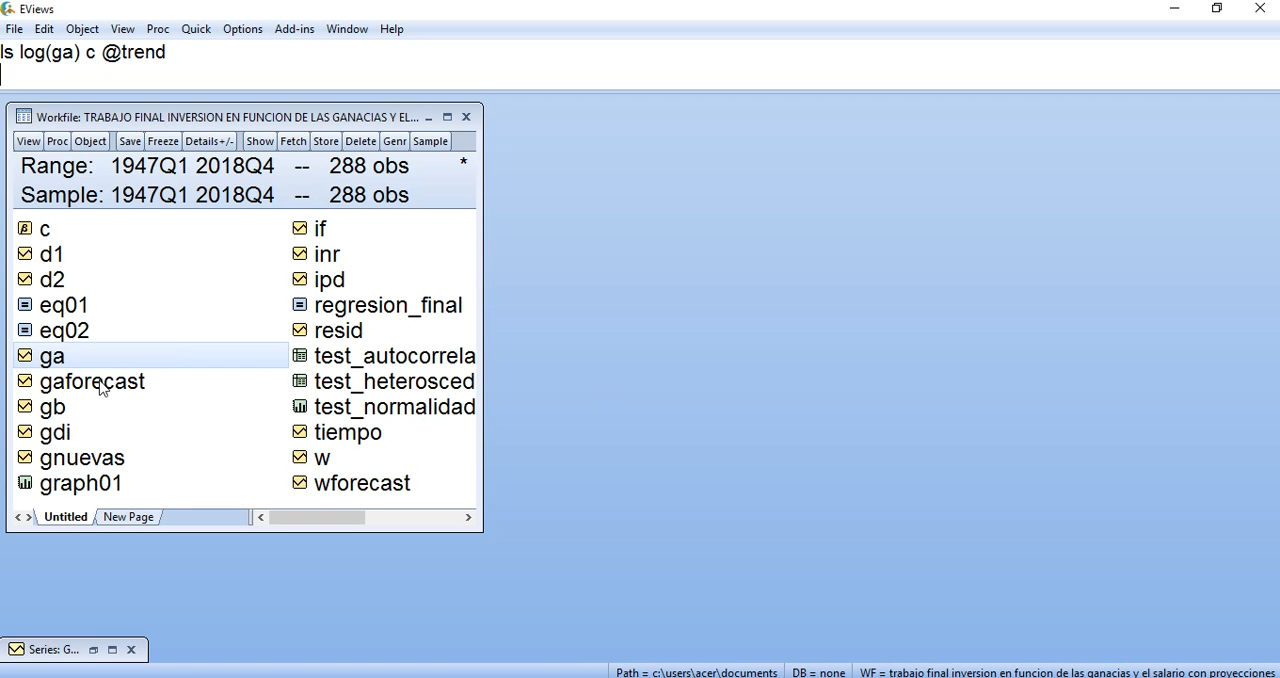 EViews
File Edit Object View Proc Quick Options Add-ins Window Help
ls log(ga) c @trend
Workfile: TRABAJO FINAL INVERSION EN FUNCION DE LAS GANACIAS Y EL...
View Proc Object Save Freeze Details+/- Show Fetch Store Delete Genr Sample
Range: 1947Q1 2018Q4 -- 288 obs *
Sample: 1947Q1 2018Q4 -- 288 obs
c
d1
d2
eq01
eq02
ga
gaforecast
gb
gdi
gnuevas
graph01
if
inr
ipd
regresion_final
resid
test_autocorrela
test_heterosced
test_normalidad
tiempo
w
wforecast
Untitled New Page
Series: G...
Path = c:\users\acer\documents DB = none WF = trabajo final inversion en funcion de las ganacias y el salario con proyecciones